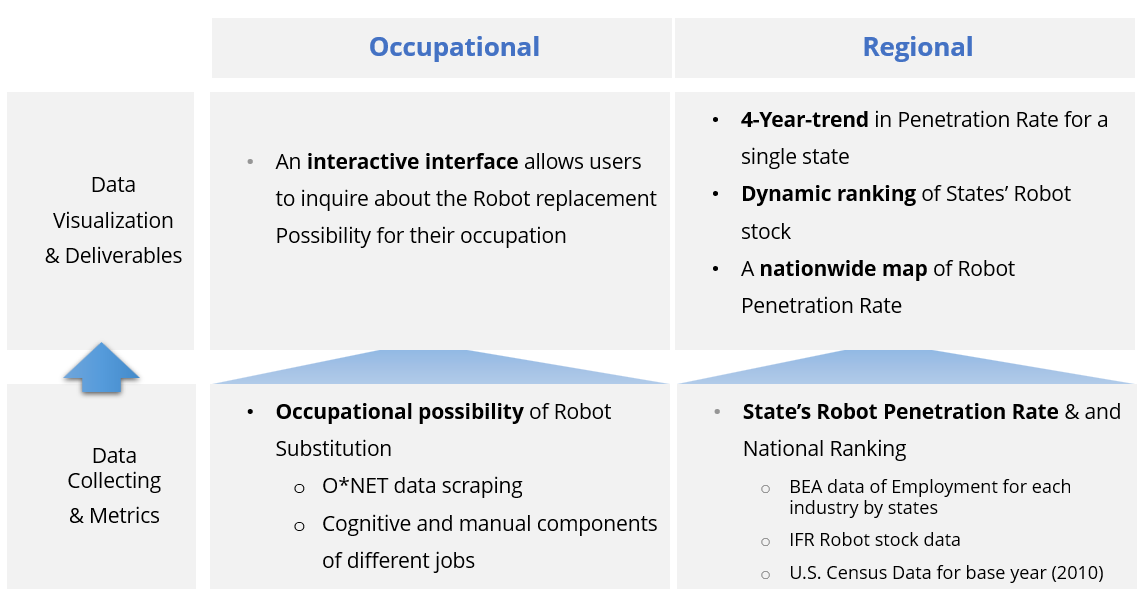 Occupational
Regional
Data
Visualization
& Deliverables
• An interactive interface allows users
to inquire about the Robot replacement
Possibility for their occupation
• 4-Year-trend in Penetration Rate for a
single state
• Dynamic ranking of States’ Robot
stock
• A nationwide map of Robot
Penetration Rate
Data
Collecting
& Metrics
• Occupational possibility of Robot
Substitution
o O*NET data scraping
o Cognitive and manual components
of different jobs
• State’s Robot Penetration Rate & and
National Ranking
o BEA data of Employment for each
industry by states
o IFR Robot stock data
o U.S. Census Data for base year (2010)